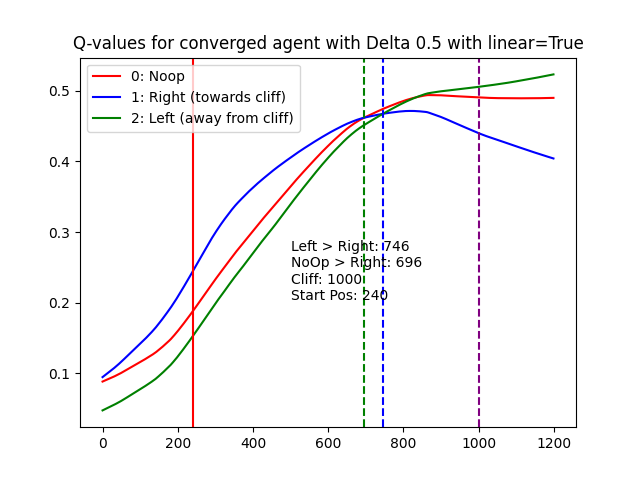 Q-values for converged agent with Delta 0.5 with linear=True
0: Noop
1: Right (towards cliff)
2: Left (away from cliff)
0.5
0.4
0.3
0.2
0.1
Left > Right: 746
NoOp > Right: 696
Cliff: 1000
Start Pos: 240
0 200 400 600 800 1000 1200